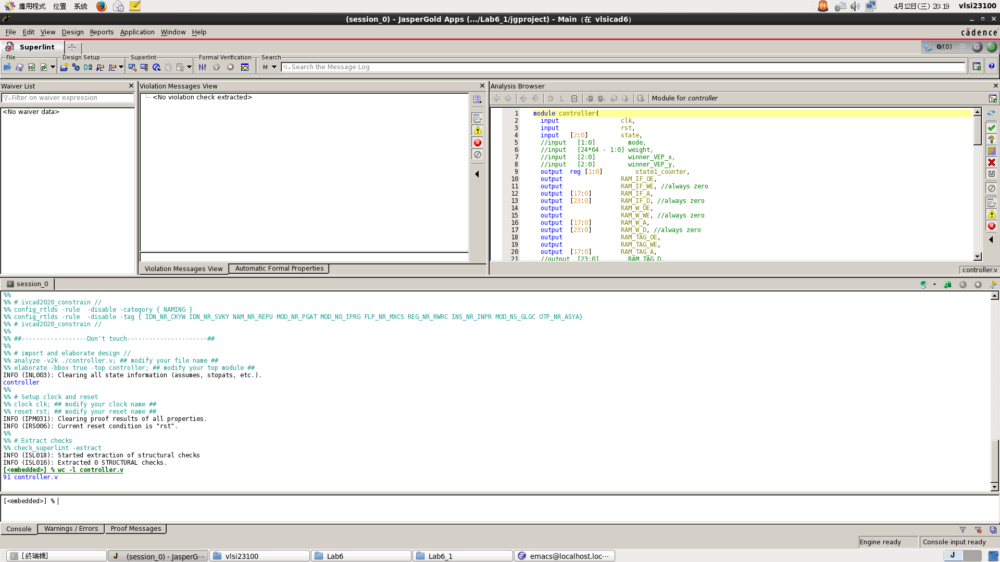 應用程式 位置 系統
4月12日(三) 20:19 vlsi23100
(session_0) - JasperGold Apps (.../Lab6_1/jgproject) - Main (在 vlsicad6)
File Edit View Design Reports Application Window Help
cādence
Superlint
0/(0)
File Design Setup Superlint Formal Verification Search
M Search the Message Log
Waiver List
Filter on waiver expression
<No waiver data>
Violation Messages View
<No violation check extracted>
Violation Messages View Automatic Formal Properties
Analysis Browser
D L Module for controller
1 module controller(
2 input clk,
3 input rst,
4 input [2:0] state,
5 //input [1:0] mode,
6 //input [24*64 - 1:0] weight,
7 //input [2:0] winner_VEP_x,
8 //input [2:0] winner_VEP_y,
9 output reg [1:0] state1_counter,
10 output RAM_IF_OE,
11 output RAM_IF_WE, //always zero
12 output [17:0] RAM_IF_A,
13 output [23:0] RAM_IF_D, //always zero
14 output RAM_W_OE,
15 output RAM_W_WE, //always zero
16 output [17:0] RAM_W_A,
17 output [23:0] RAM_W_D, //always zero
18 output RAM_TAG_OE,
19 output RAM_TAG_WE,
20 output [17:0] RAM_TAG_A,
21 //output [23:0] RAM_TAG_D,
controller.v
session_0
%%
%% # ivcad2020_constrain //
%% config_rtlds -rule  -disable -category { NAMING }
%% config_rtlds -rule  -disable -tag { IDN_NR_CKYW IDN_NR_SVKY NAM_NR_REPU MOD_NR_PGAT MOD_NO_IPRG FLP_NR_MXCS REG_NR_RWRC INS_NR_INPR MOD_NS_GLGC OTP_NR_ASYA}
%% # ivcad2020_constrain //
%%
%% ##------------------Don't touch----------------------##
%%
%% # import and elaborate design //
%% analyze -v2k ./controller.v; ## modify your file name ##
%% elaborate -bbox true -top controller; ## modify your top module ##
INFO (INL003): Clearing all state information (assumes, stopats, etc.).
controller
%%
%% # Setup clock and reset
%% clock clk; ## modify your clock name ##
%% reset rst; ## modify your reset name ##
INFO (IPM031): Clearing proof results of all properties.
INFO (IRS006): Current reset condition is "rst".
%%
%% # Extract checks
%% check_superlint -extract
INFO (ISL018): Started extraction of structural checks
INFO (ISL016): Extracted 0 STRUCTURAL checks.
[<embedded>] % wc -l controller.v
91 controller.v
[<embedded>] %
Console Warnings / Errors Proof Messages
Engine ready Console input ready
[終端機] (session_0) - JasperG··· vlsi23100 Lab6 Lab6_1 emacs@localhost.loc···